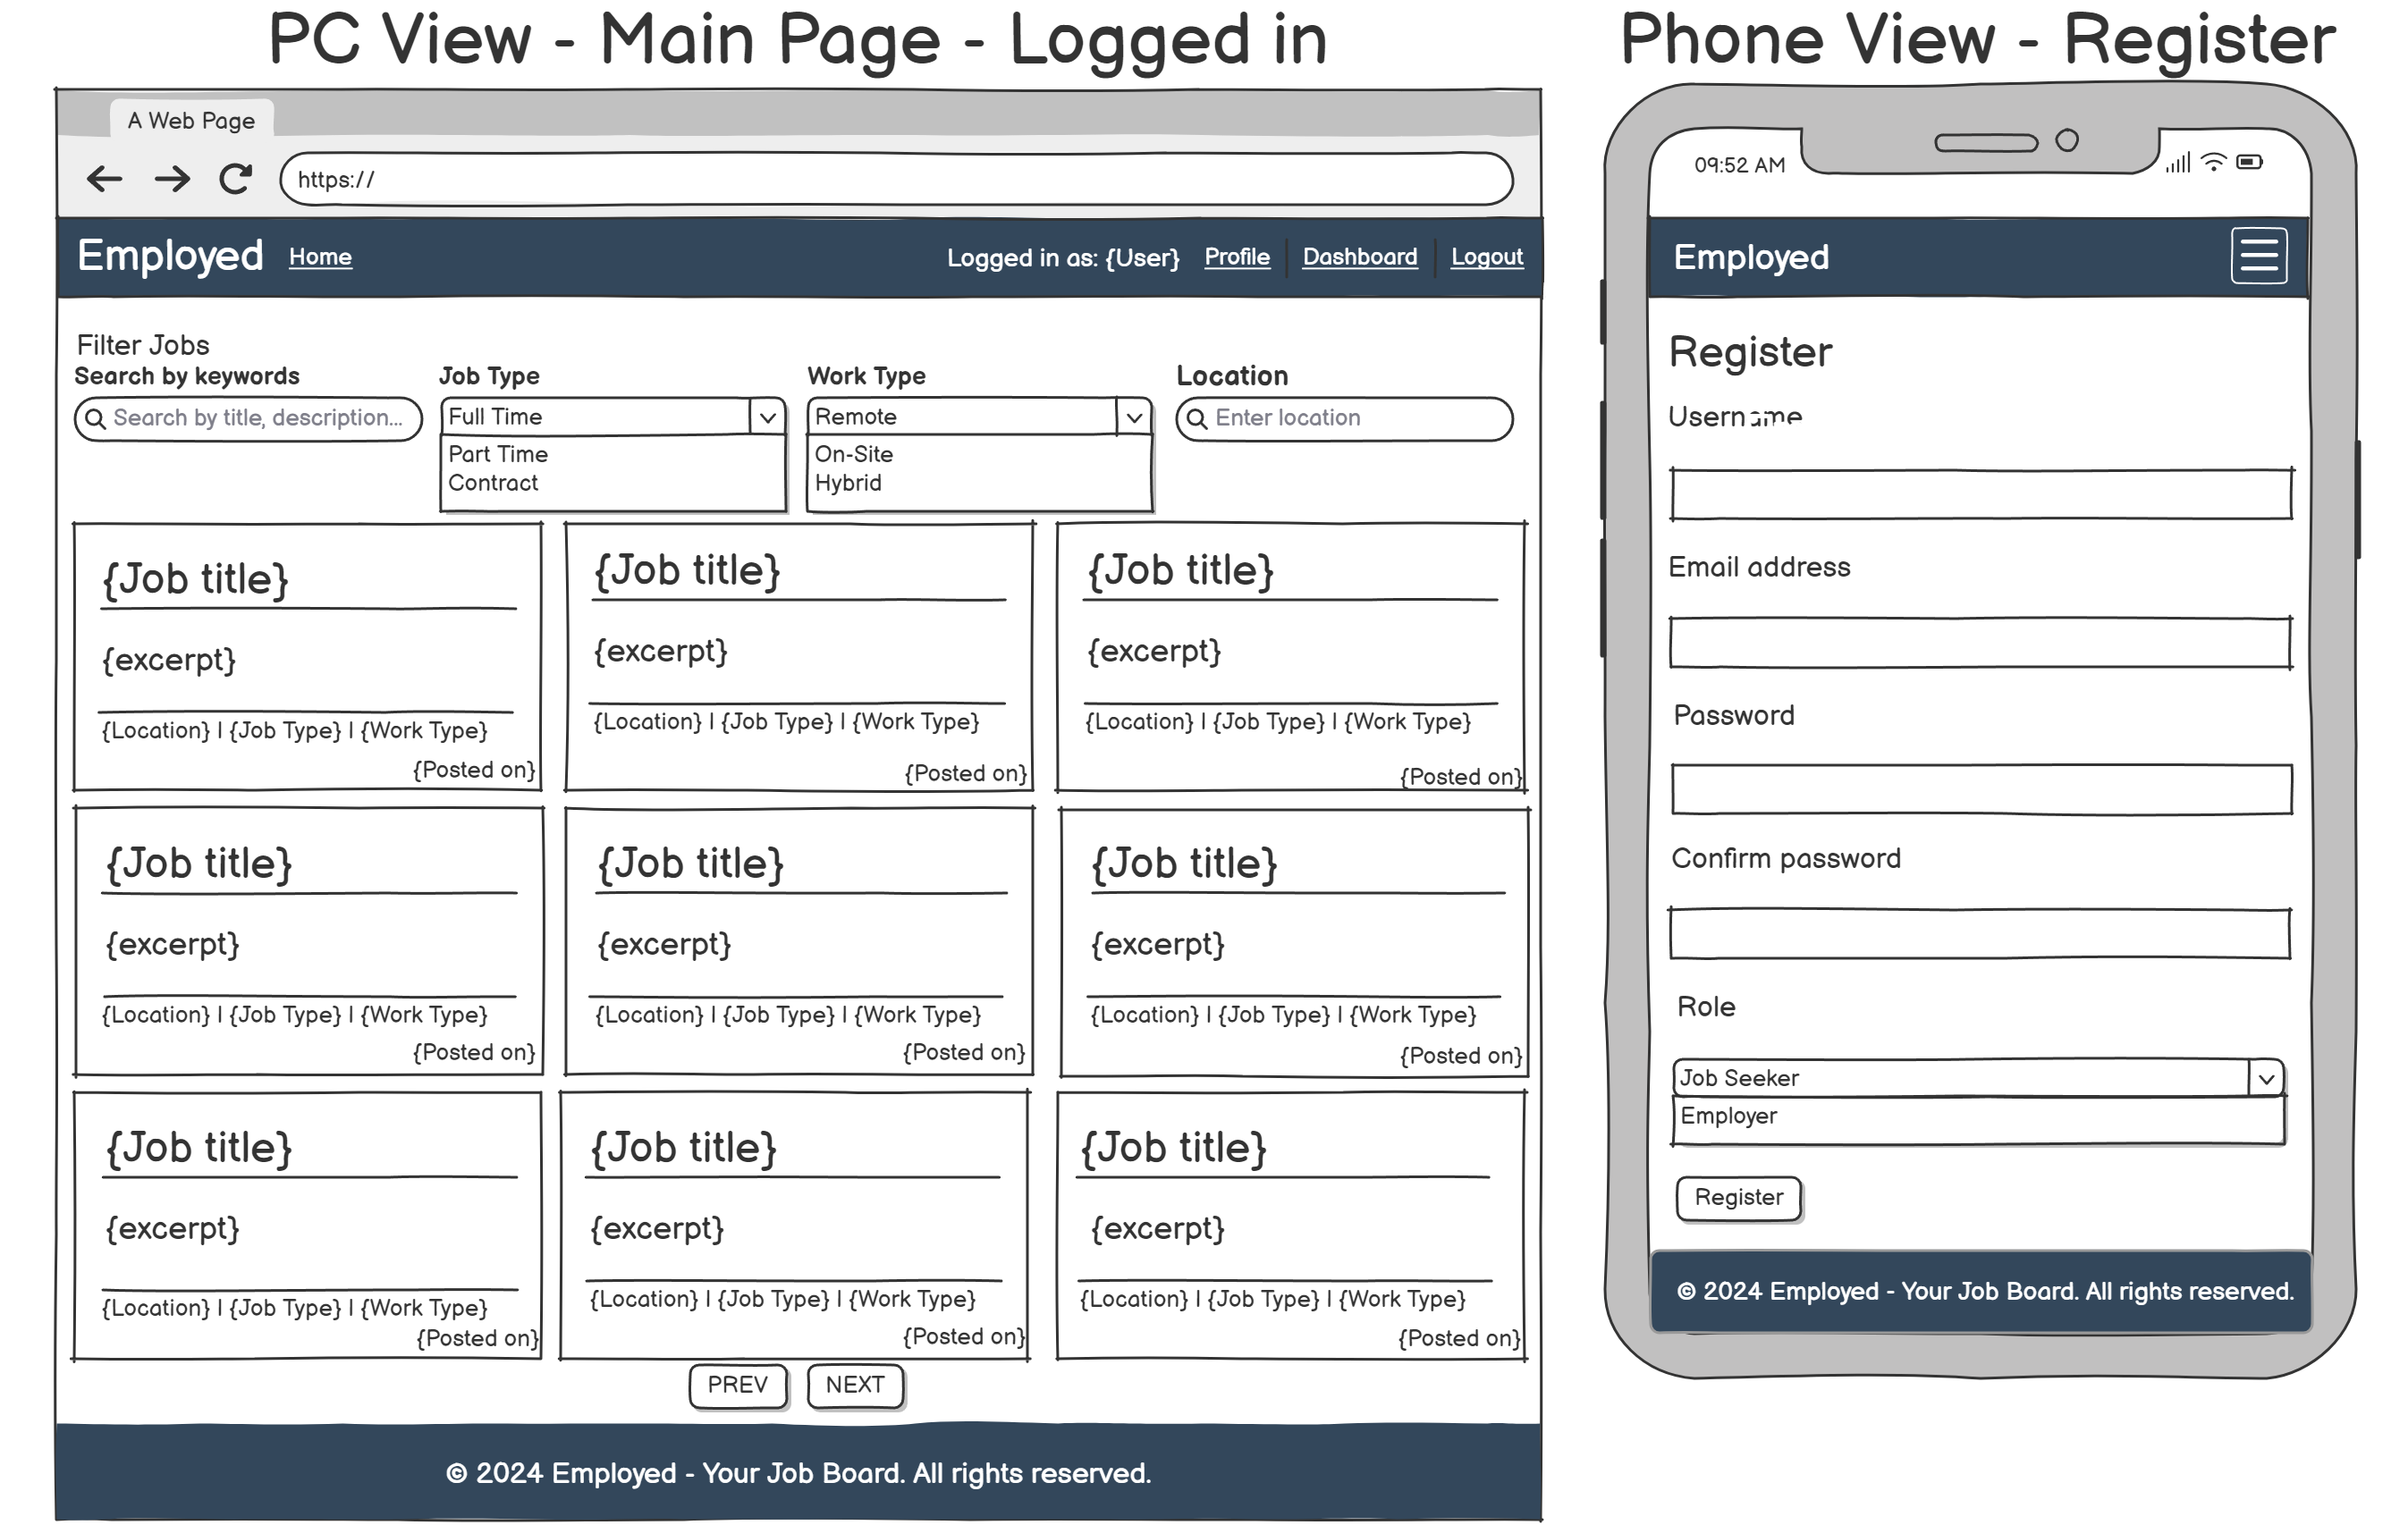 PC View - Main Page - Logged in
A Web Page
https://
Employed Home Logged in as: {User} Profile Dashboard Logout
Filter Jobs
Search by keywords Job Type Work Type Location
Search by title, description... Full Time Remote Enter location
Part Time On-Site
Contract Hybrid
{Job title} {Job title} {Job title}
{excerpt} {excerpt} {excerpt}
{Location} | {Job Type} | {Work Type} {Location} | {Job Type} | {Work Type} {Location} | {Job Type} | {Work Type}
{Posted on} {Posted on} {Posted on}
{Job title} {Job title} {Job title}
{excerpt} {excerpt} {excerpt}
{Location} | {Job Type} | {Work Type} {Location} | {Job Type} | {Work Type} {Location} | {Job Type} | {Work Type}
{Posted on} {Posted on} {Posted on}
{Job title} {Job title} {Job title}
{excerpt} {excerpt} {excerpt}
{Location} | {Job Type} | {Work Type} {Location} | {Job Type} | {Work Type} {Location} | {Job Type} | {Work Type}
{Posted on} {Posted on} {Posted on}
PREV NEXT
© 2024 Employed - Your Job Board. All rights reserved.
Phone View - Register
09:52 AM
Employed
Register
Username
Email address
Password
Confirm password
Role
Job Seeker
Employer
Register
© 2024 Employed - Your Job Board. All rights reserved.